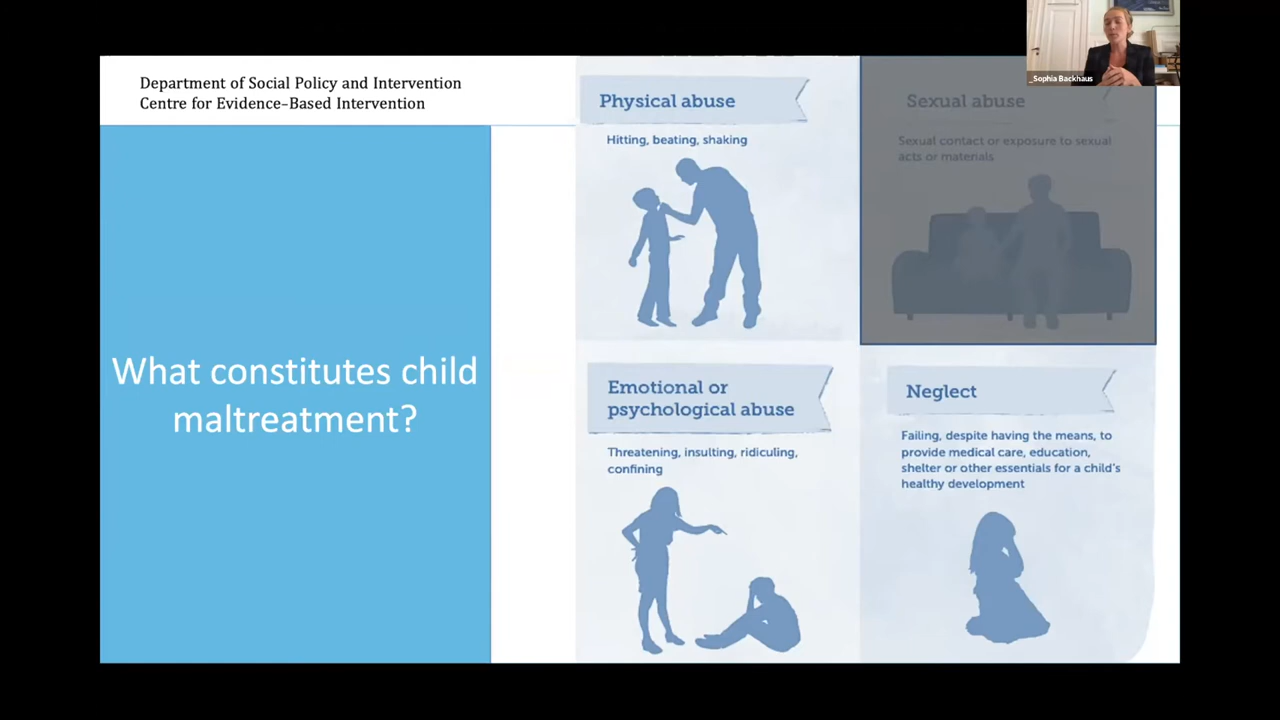 Department of Social Policy and Intervention
Centre for Evidence-Based Intervention
What constitutes child
maltreatment?
Physical abuse
Hitting, beating, shaking
Sexual abuse
Sexual contact or exposure to sexual
acts or materials
Emotional or
psychological abuse
Threatening, insulting, ridiculing,
confining
Neglect
Failing, despite having the means, to
provide medical care, education,
shelter or other essentials for a child's
healthy development
_Sophia Backhaus